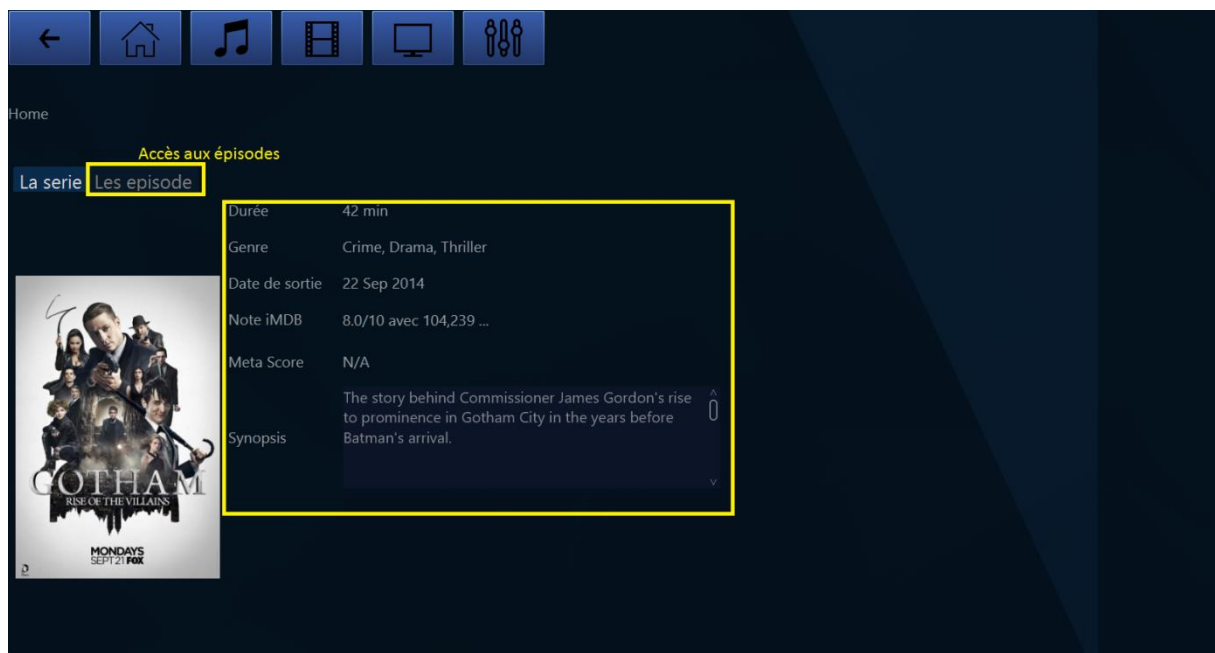 Home
Accès aux épisodes
La serie Les episode
Durée 42 min
Genre Crime, Drama, Thriller
Date de sortie 22 Sep 2014
Note iMDB 8.0/10 avec 104,239 ...
Meta Score N/A
Synopsis
The story behind Commissioner James Gordon's rise
to prominence in Gotham City in the years before
Batman's arrival.
GOTHAM
RISE OF THE VILLAINS
MONDAYS
SEPT 21 FOX